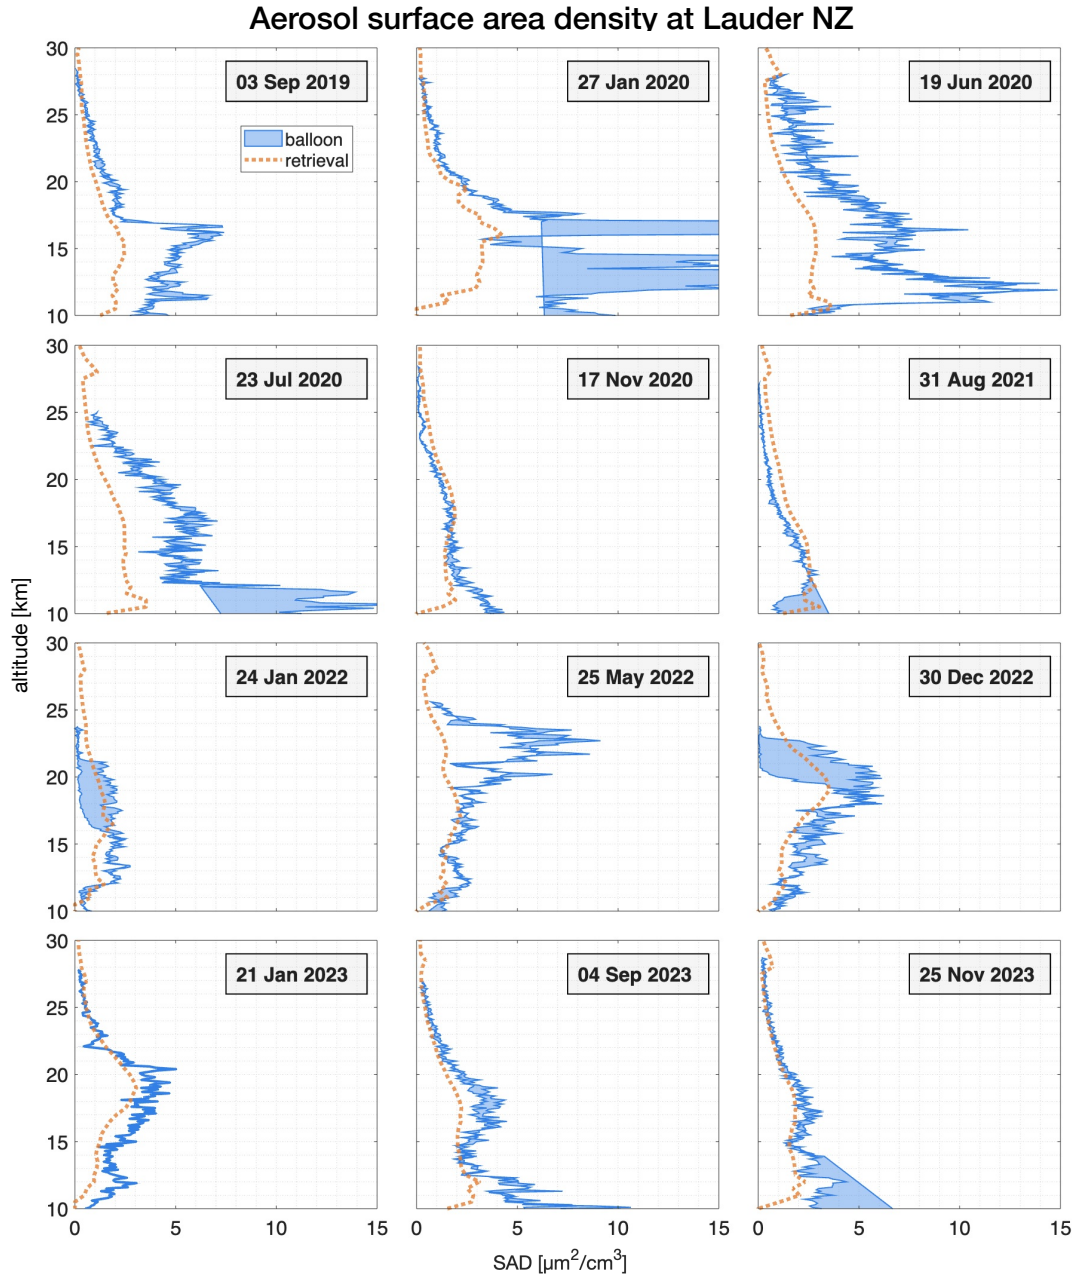 Aerosol surface area density at Lauder NZ
30
25
20
15
10
03 Sep 2019
balloon
retrieval
27 Jan 2020
19 Jun 2020
30
25
20
15
10
23 Jul 2020
17 Nov 2020
31 Aug 2021
altitude [km]
30
25
20
15
10
24 Jan 2022
25 May 2022
30 Dec 2022
30
25
20
15
10
21 Jan 2023
04 Sep 2023
25 Nov 2023
0 5 10 15 0 5 10 15 0 5 10 15
SAD [µm²/cm³]